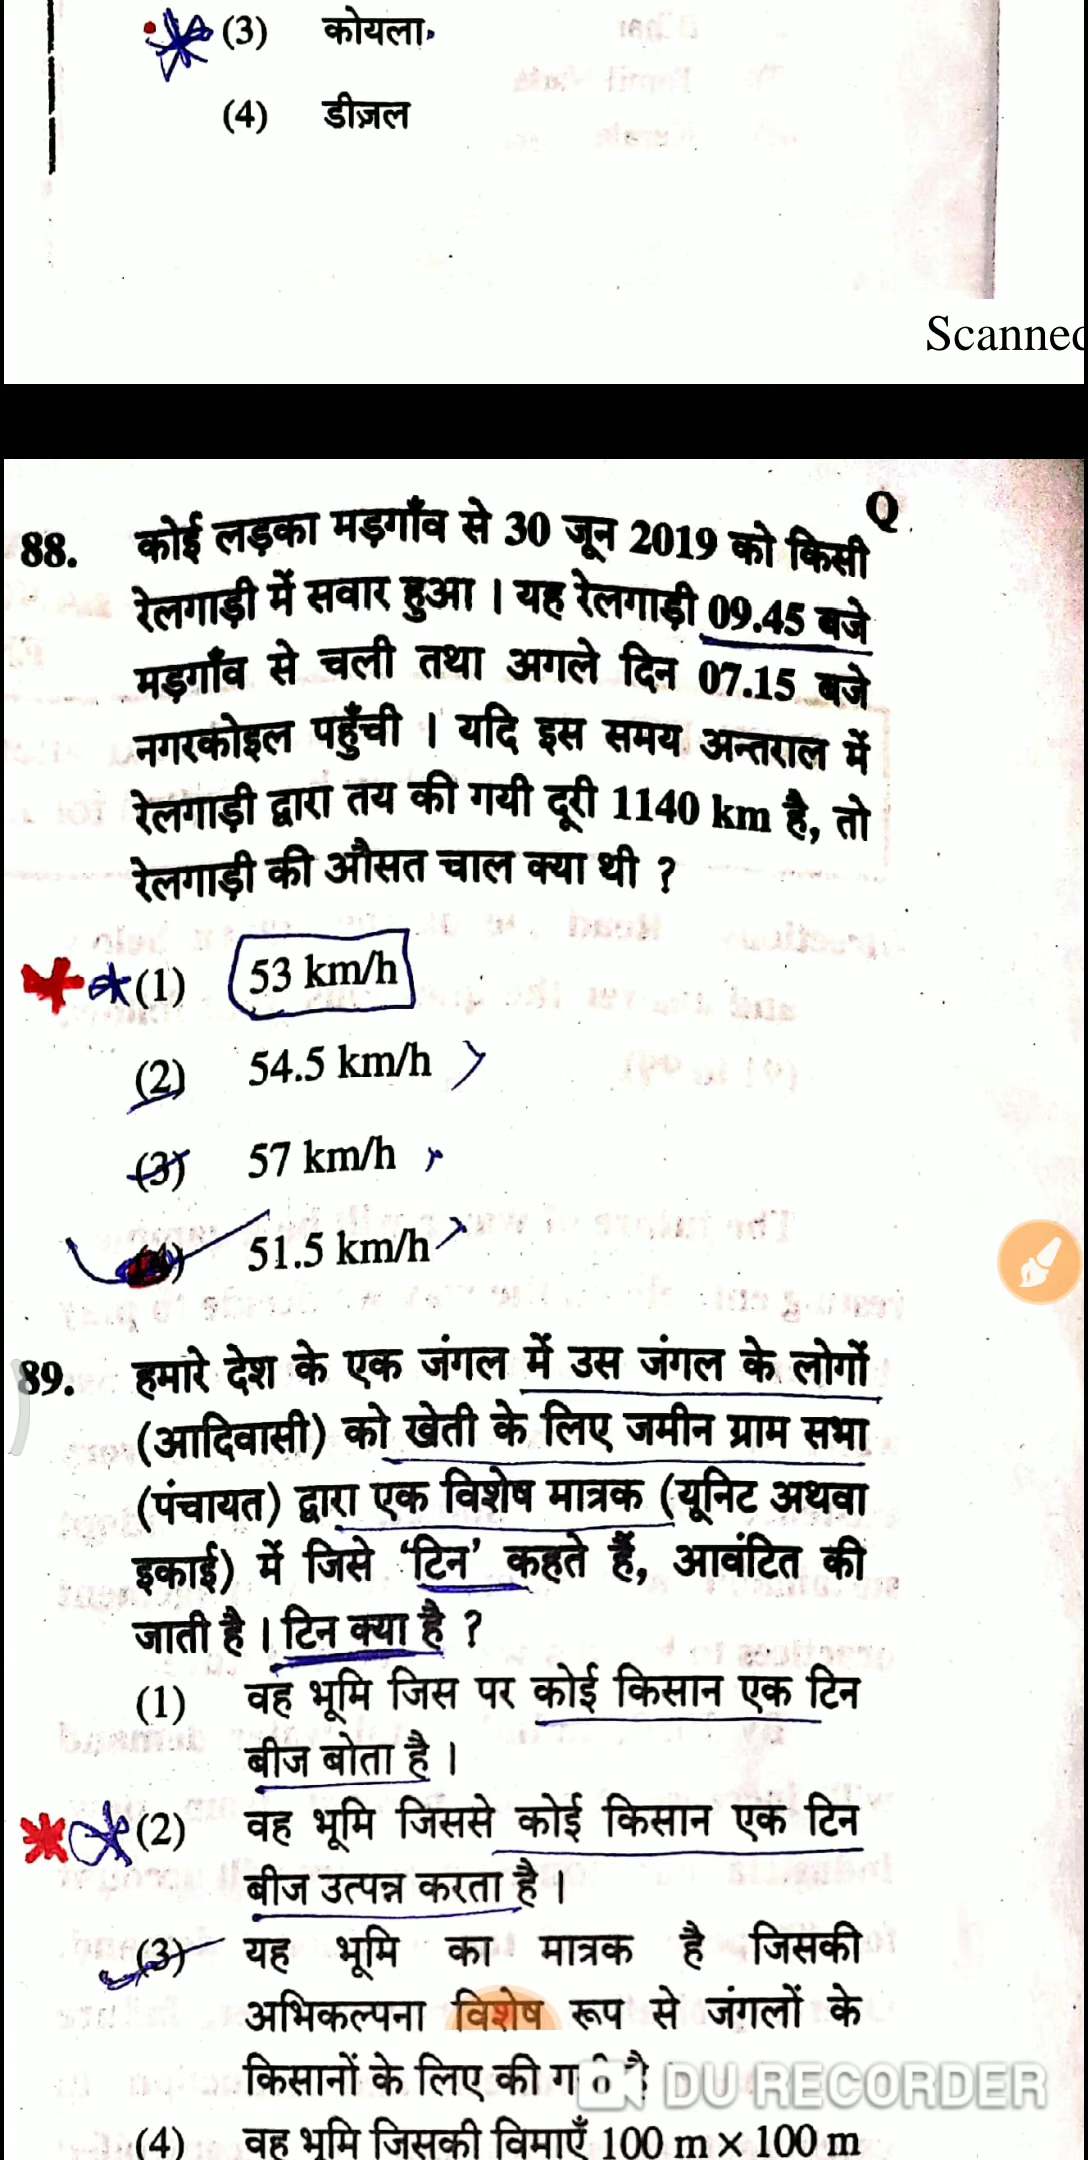 (3) कोयला
(4) डीज़ल
Scanned
Q
88. कोई लड़का मड़गाँव से 30 जून 2019 को किसी
रेलगाड़ी में सवार हुआ । यह रेलगाड़ी 09.45 बजे
मड़गाँव से चली तथा अगले दिन 07.15 बजे
नगरकोइल पहुँची । यदि इस समय अन्तराल में
रेलगाड़ी द्वारा तय की गयी दूरी 1140 km है, तो
रेलगाड़ी की औसत चाल क्या थी ?
(1) 53 km/h
(2) 54.5 km/h
(3) 57 km/h
(4) 51.5 km/h
89. हमारे देश के एक जंगल में उस जंगल के लोगों
(आदिवासी) को खेती के लिए जमीन ग्राम सभा
(पंचायत) द्वारा एक विशेष मात्रक (यूनिट अथवा
इकाई) में जिसे ‘टिन’ कहते हैं, आवंटित की
जाती है । टिन क्या है ?
(1) वह भूमि जिस पर कोई किसान एक टिन
बीज बोता है ।
(2) वह भूमि जिससे कोई किसान एक टिन
बीज उत्पन्न करता है ।
(3) यह भूमि का मात्रक है जिसकी
अभिकल्पना विशेष रूप से जंगलों के
किसानों के लिए की
DU RECORDER
(4) वह भूमि जिसकी विमाएँ 100 m × 100 m